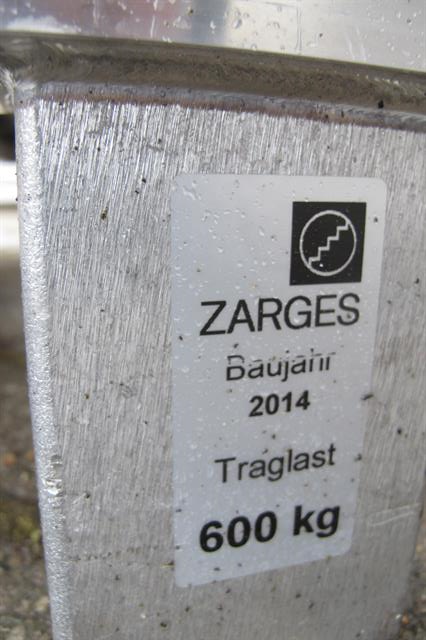 ZARGES
Baujahr
2014
Traglast
600 kg